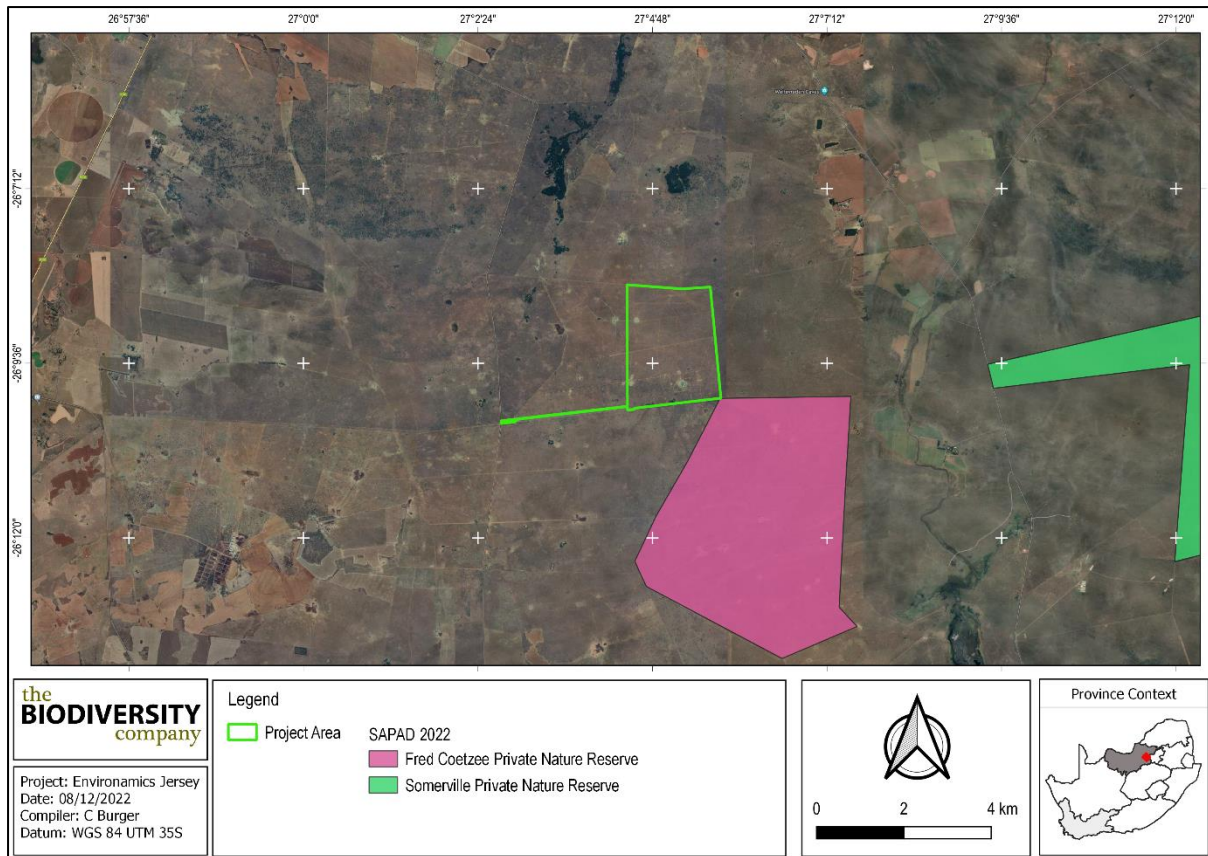 26°57'36" 27°0'0" 27°2'24" 27°4'48" 27°7'12" 27°9'36" 27°12'0"
-26°7'12"
-26°9'36"
-26°12'0"
the
BIODIVERSITY
company
Project: Environamics Jersey
Date: 08/12/2022
Compiler: C Burger
Datum: WGS 84 UTM 35S
Legend
Project Area
SAPAD 2022
Fred Coetzee Private Nature Reserve
Somerville Private Nature Reserve
0 2 4 km
Province Context